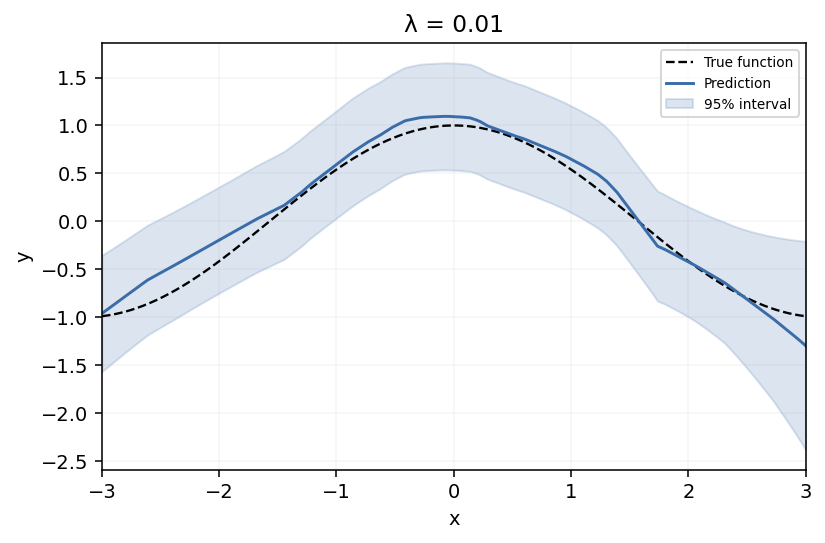 λ = 0.01
True function
Prediction
95% interval
y
1.5
1.0
0.5
0.0
−0.5
−1.0
−1.5
−2.0
−2.5
−3 −2 −1 0 1 2 3
x